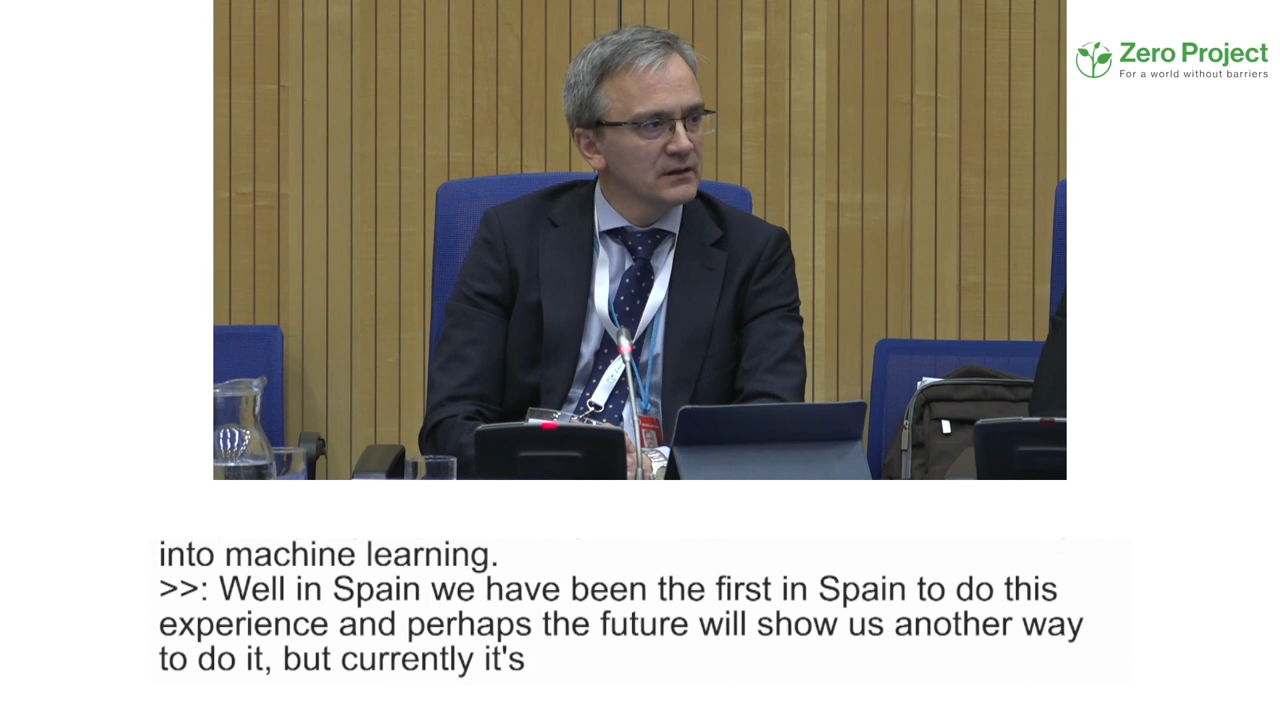 Zero Project
For a world without barriers
into machine learning.
>>: Well in Spain we have been the first in Spain to do this
experience and perhaps the future will show us another way
to do it, but currently it's